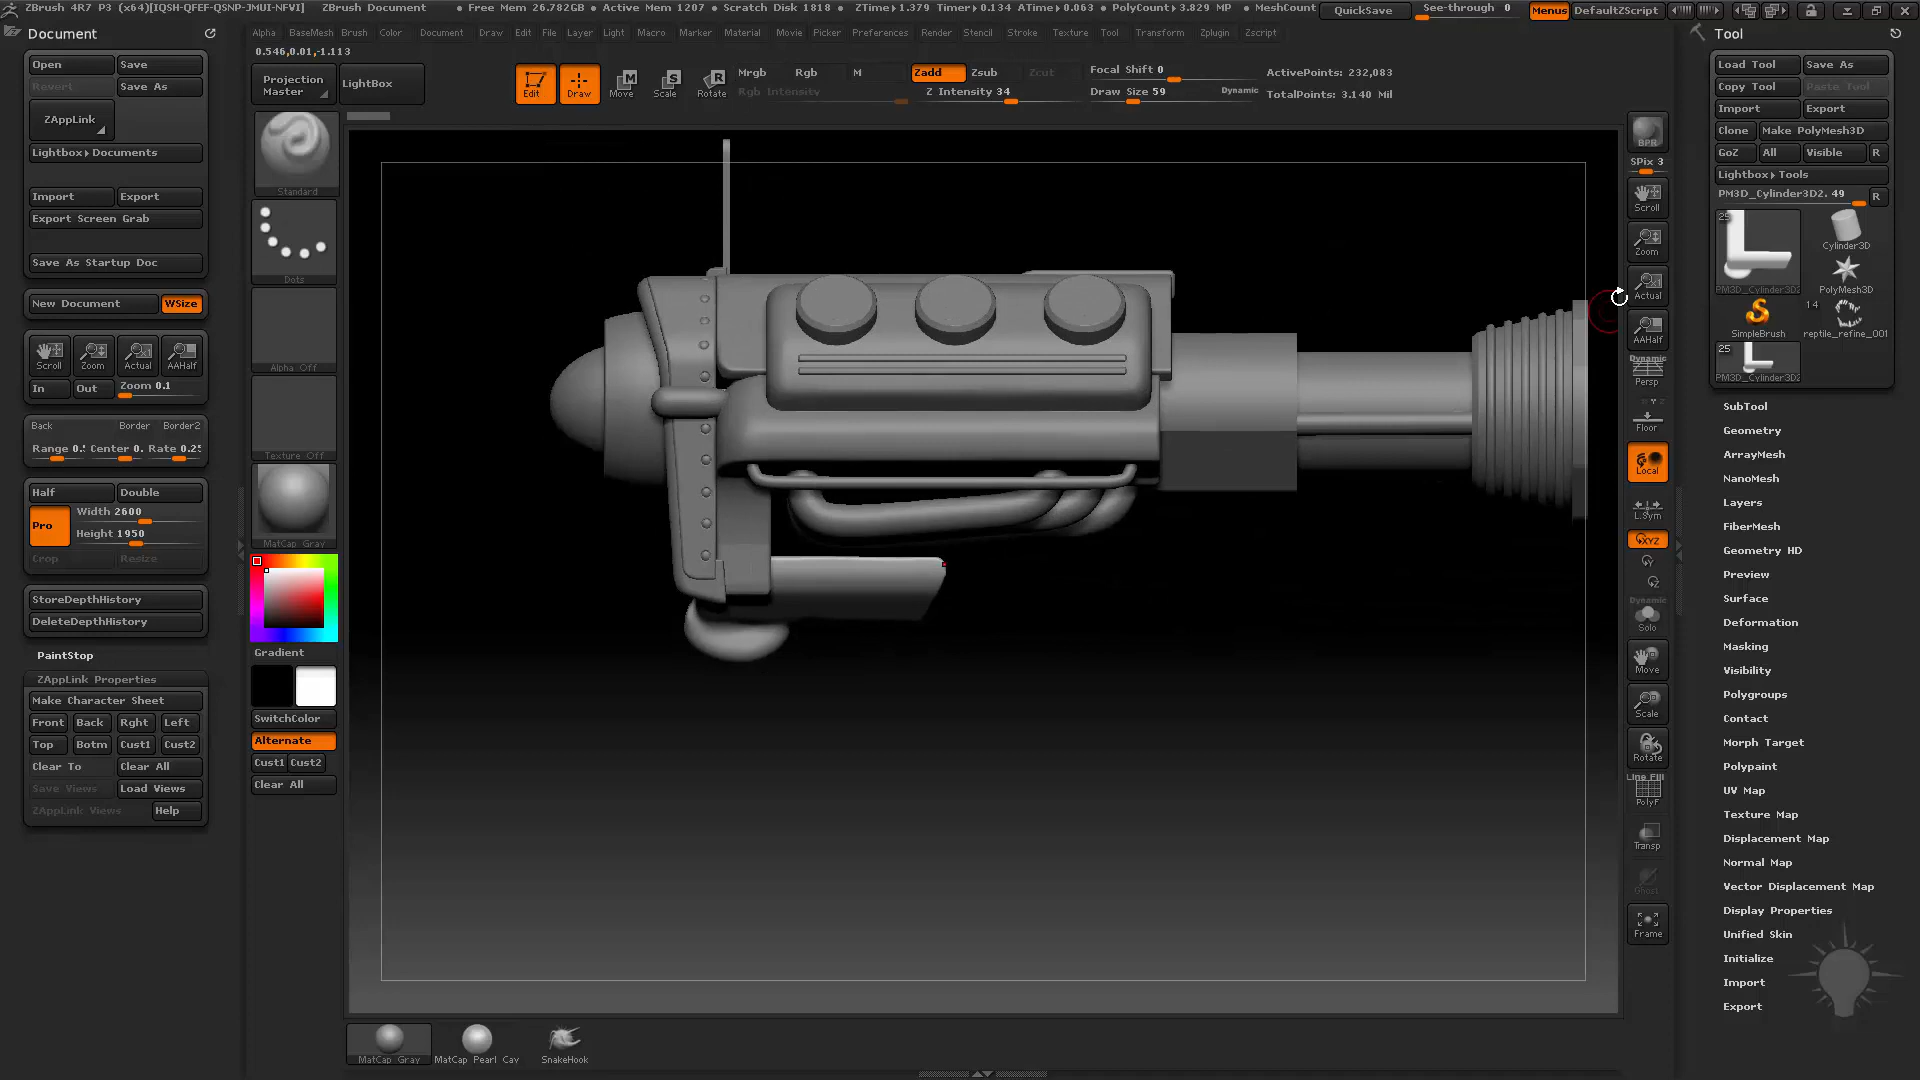 ZBrush 4R7 P3 (x64)[IQSH-QFEF-QSNP-JMUI-NFVI] ZBrush Document • Free Mem 26.782GB • Active Mem 1207 • Scratch Disk 1818 • ZTime▸1.379 Timer▸0.134 ATime▸0.063 • PolyCount▸3.829 MP • MeshCount QuickSave See-through 0 Menus DefaultZScript
Document
Alpha BaseMesh Brush Color Document Draw Edit File Layer Light Macro Marker Material Movie Picker Preferences Render Stencil Stroke Texture Tool Transform Zplugin Zscript
Tool
0.546,0.01,-1.113
Open Save
Revert Save As
ZAppLink
Lightbox▸Documents
Import Export
Export Screen Grab
Save As Startup Doc
New Document WSize
Scroll Zoom Actual AAHalf
In Out Zoom 0.1
Back Border Border2
Range 0. Center 0. Rate 0.25
Half Double
Pro Width 2600
Height 1950
Crop Resize
StoreDepthHistory
DeleteDepthHistory
PaintStop
ZAppLink Properties
Make Character Sheet
Front Back Rght Left
Top Botm Cust1 Cust2
Clear To Clear All
Save Views Load Views
ZAppLink Views Help
Projection Master
LightBox
Edit Draw Move Scale Rotate
Mrgb Rgb M
Rgb Intensity
Zadd Zsub Zcut
Z Intensity 34
Focal Shift 0
Draw Size 59 Dynamic
ActivePoints: 232,083
TotalPoints: 3.140 Mil
Standard
Dots
Alpha Off
Texture Off
MatCap Gray
Gradient
SwitchColor
Alternate
Cust1 Cust2
Clear All
MatCap Gray MatCap Pearl Cav SnakeHook
BPR
SPix 3
Scroll
Zoom
Actual
AAHalf
Dynamic
Persp
Floor
Local
L.Sym
XYZ
Y
Z
Dynamic
Solo
Move
Scale
Rotate
Line Fill
PolyF
Transp
Ghost
Frame
Load Tool Save As
Copy Tool Paste Tool
Import Export
Clone Make PolyMesh3D
GoZ All Visible R
Lightbox▸Tools
PM3D_Cylinder3D2. 49 R
25
Cylinder3D
PM3D_Cylinder3D2 PolyMesh3D
14
SimpleBrush reptile_refine_001
25
PM3D_Cylinder3D2
SubTool
Geometry
ArrayMesh
NanoMesh
Layers
FiberMesh
Geometry HD
Preview
Surface
Deformation
Masking
Visibility
Polygroups
Contact
Morph Target
Polypaint
UV Map
Texture Map
Displacement Map
Normal Map
Vector Displacement Map
Display Properties
Unified Skin
Initialize
Import
Export